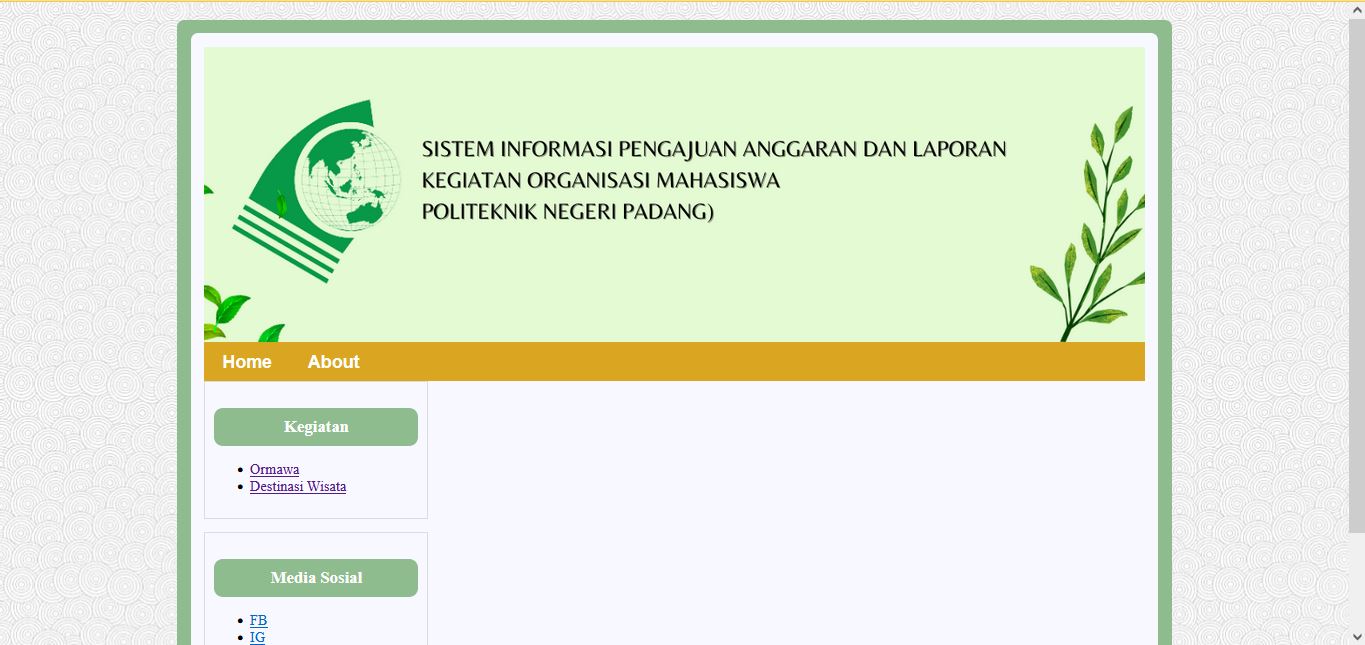 SISTEM INFORMASI PENGAJUAN ANGGARAN DAN LAPORAN
KEGIATAN ORGANISASI MAHASISWA
POLITEKNIK NEGERI PADANG)
Home About
Kegiatan
Ormawa
Destinasi Wisata
Media Sosial
FB
IG